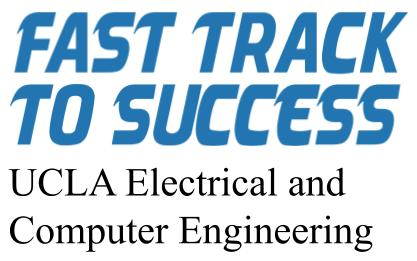 FAST TRACK
TO SUCCESS
UCLA Electrical and
Computer Engineering